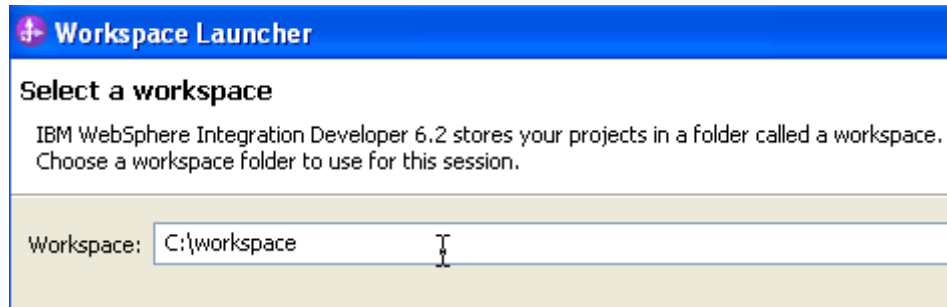 Workspace Launcher
Select a workspace
IBM WebSphere Integration Developer 6.2 stores your projects in a folder called a workspace.
Choose a workspace folder to use for this session.
Workspace: C:\workspace